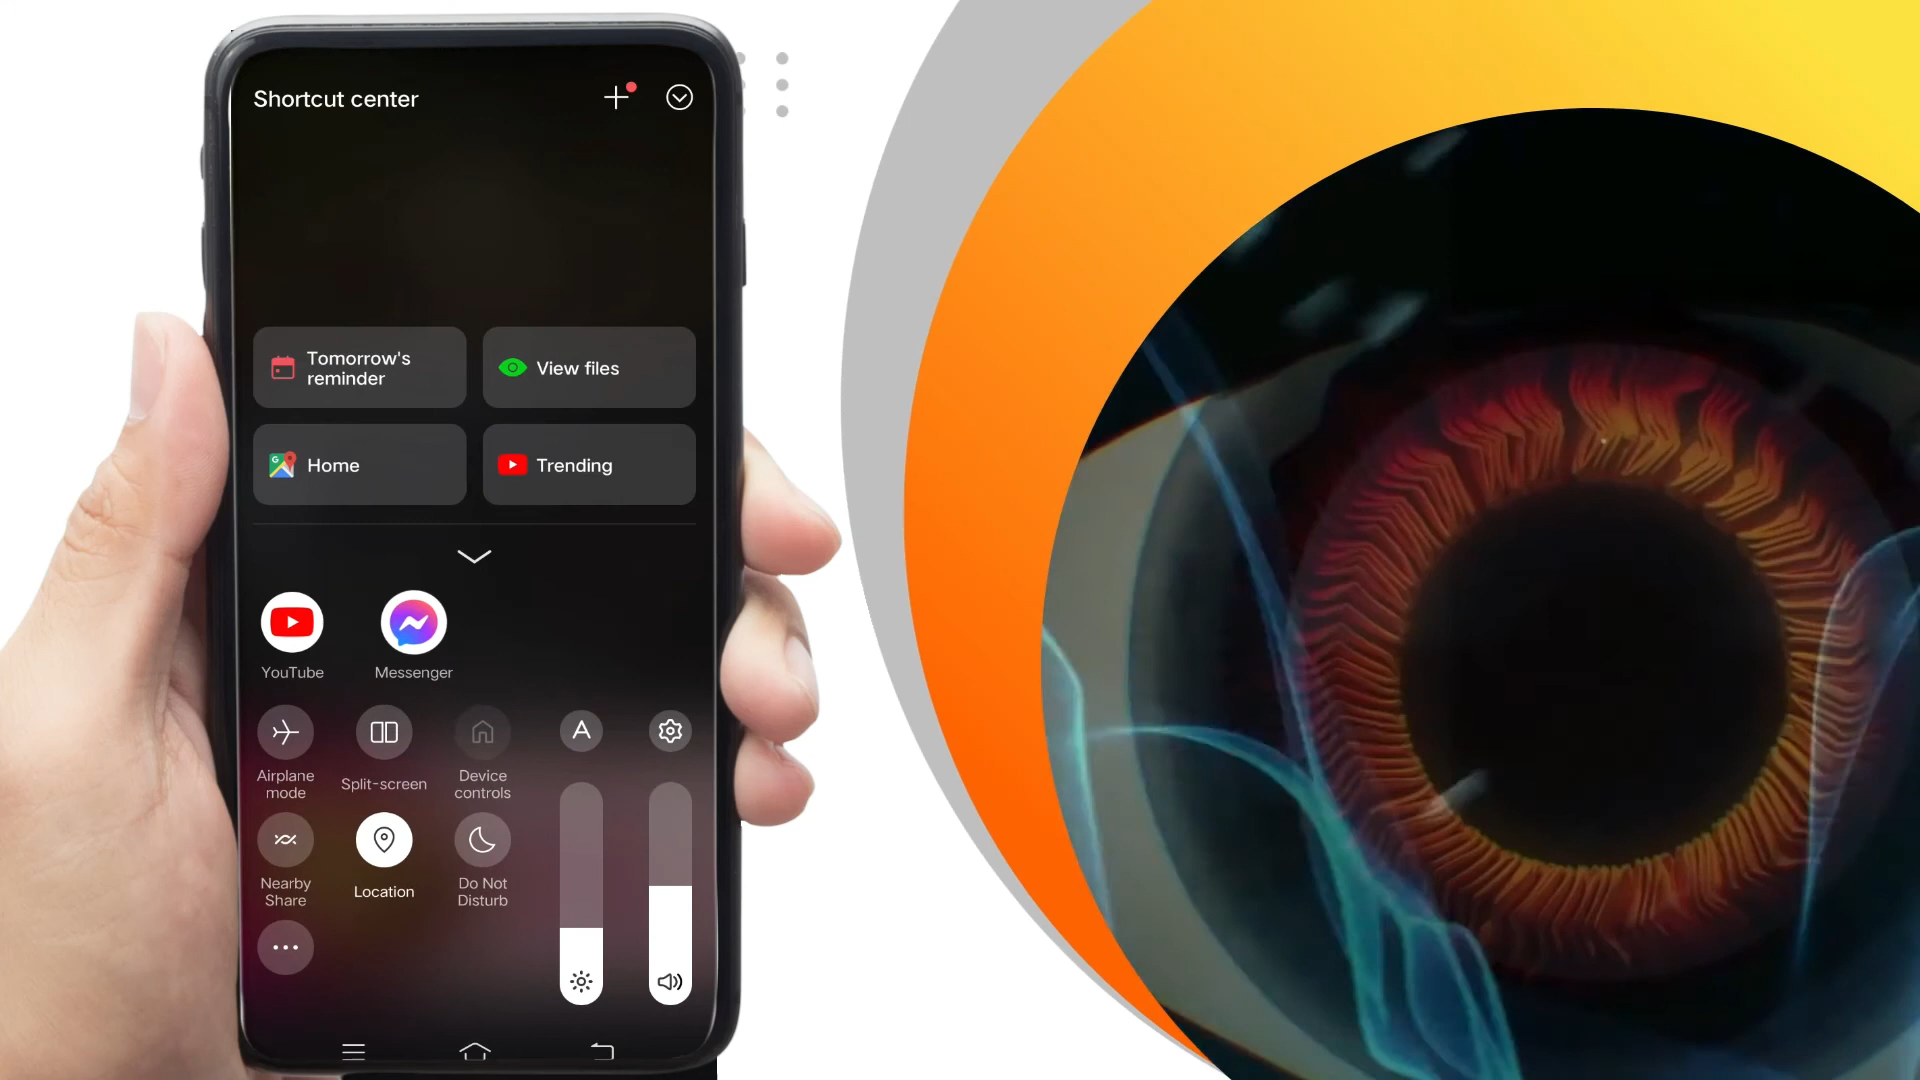 Shortcut center
Tomorrow's
reminder
View files
Home
Trending
YouTube
Messenger
A
Airplane
mode
Split-screen
Device
controls
Nearby
Share
Location
Do Not
Disturb